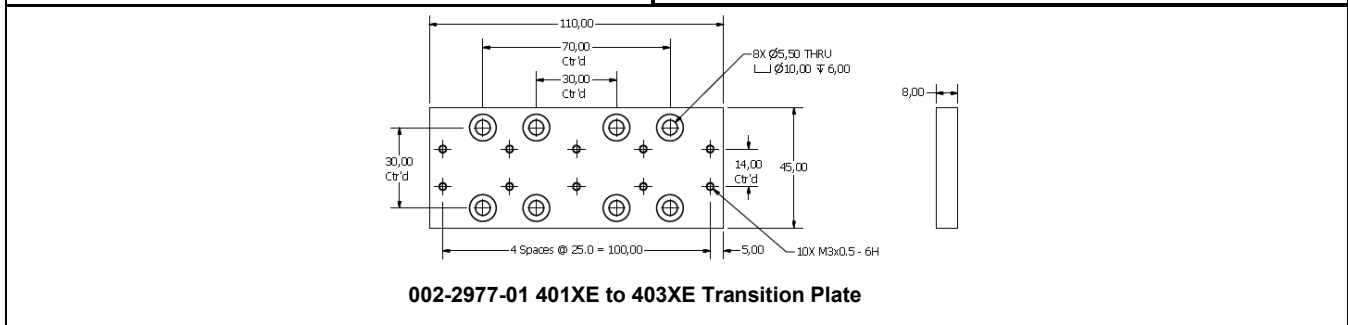 110,00
70,00
Ctr'd
30,00
Ctr'd
8X Ø5,50 THRU
⌴ Ø10,00 ↧ 6,00
8,00
30,00
Ctr'd
14,00
Ctr'd
45,00
4 Spaces @ 25.0 = 100,00
5,00
10X M3x0.5 - 6H
002-2977-01 401XE to 403XE Transition Plate